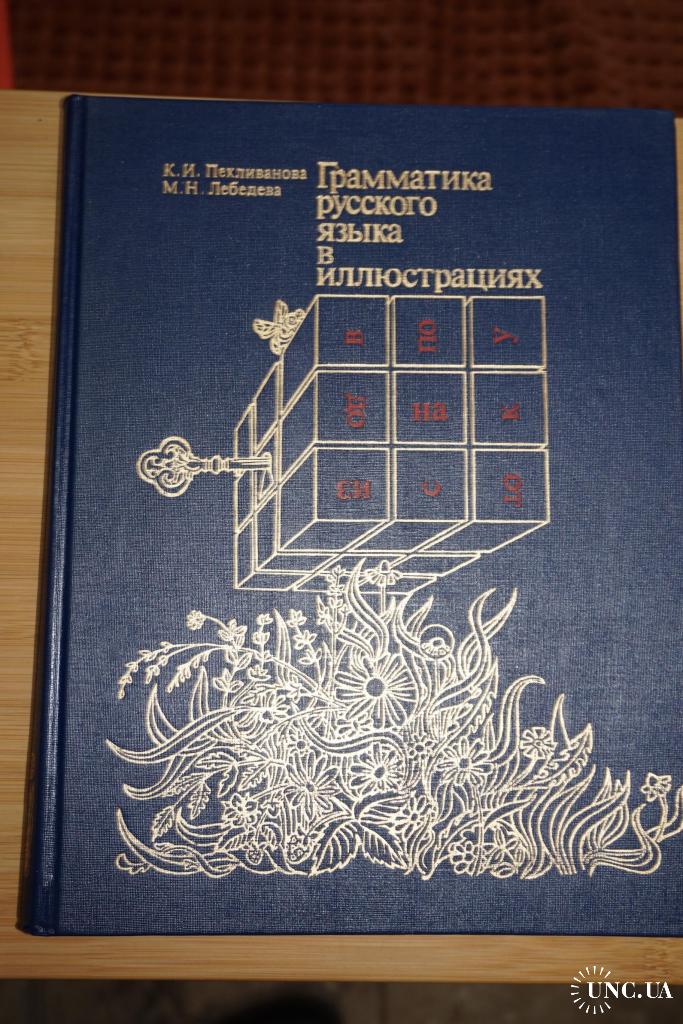 К.И. Пехливанова
М.Н. Лебедева
Грамматика
русского
языка
в
иллюстрациях
в по у
до на к
из с от
UNC.UA